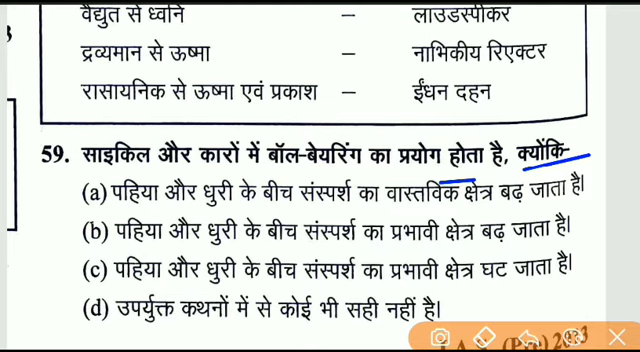 वैद्युत से ध्वनि – लाउडस्पीकर
द्रव्यमान से ऊष्मा – नाभिकीय रिएक्टर
रासायनिक से ऊष्मा एवं प्रकाश – ईंधन दहन
59. साइकिल और कारों में बॉल-बेयरिंग का प्रयोग होता है, क्योंकि-
(a) पहिया और धुरी के बीच संस्पर्श का वास्तविक क्षेत्र बढ़ जाता है।
(b) पहिया और धुरी के बीच संस्पर्श का प्रभावी क्षेत्र बढ़ जाता है।
(c) पहिया और धुरी के बीच संस्पर्श का प्रभावी क्षेत्र घट जाता है।
(d) उपर्युक्त कथनों में से कोई भी सही नहीं है।